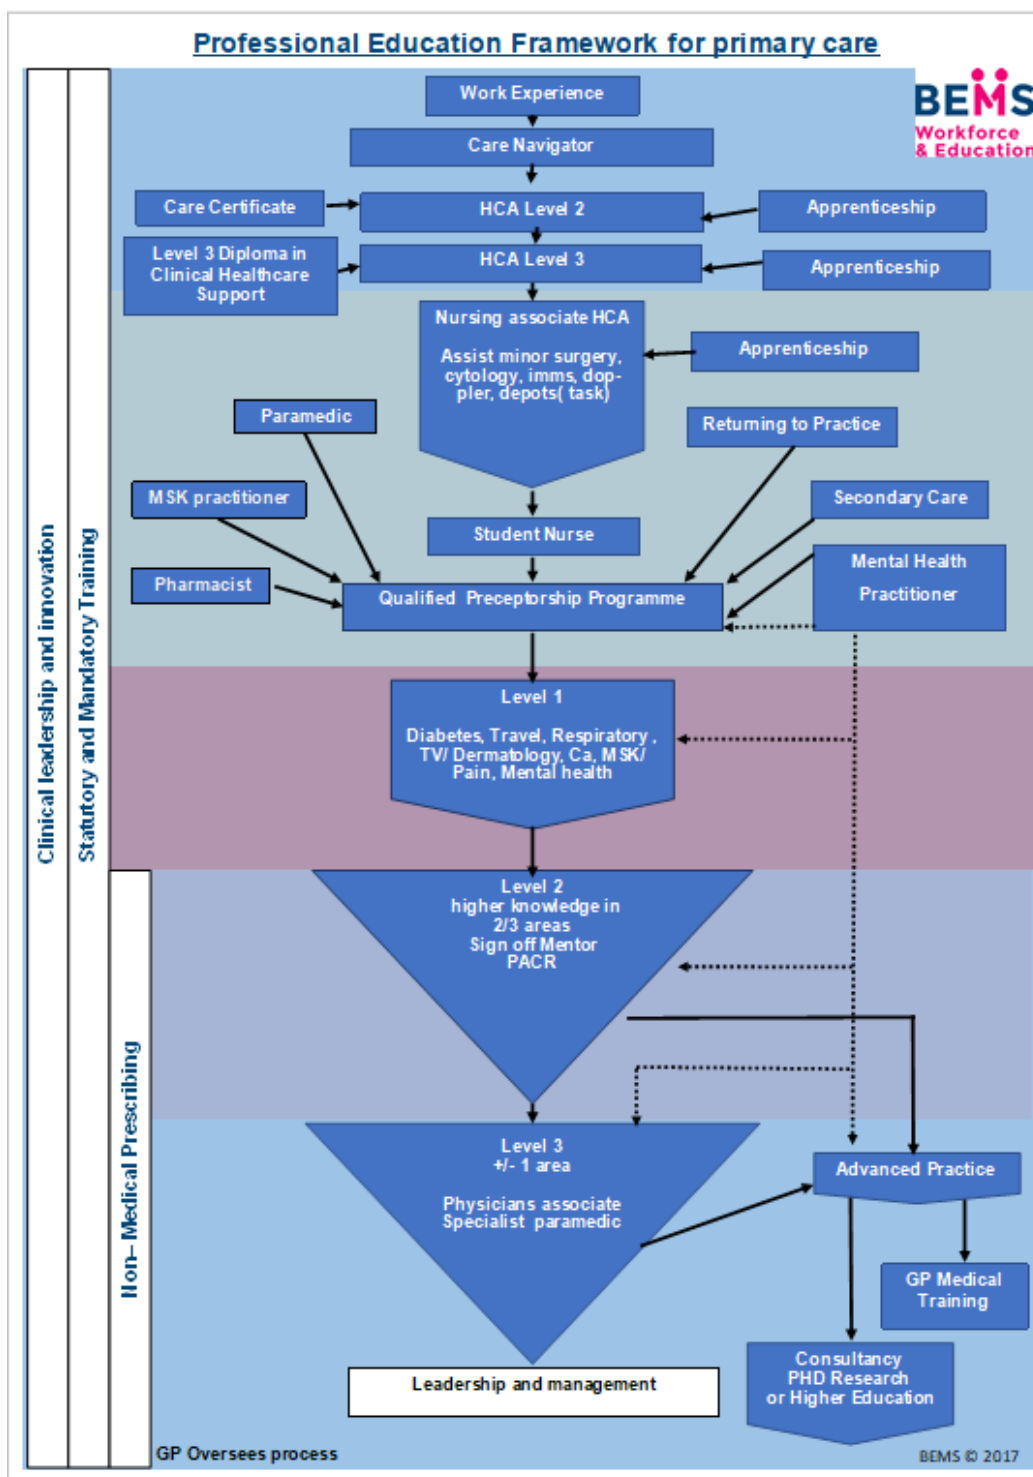 Professional Education Framework for primary care
BEMS
Workforce
& Education
Work Experience
Care Navigator
Care Certificate
HCA Level 2
Apprenticeship
Level 3 Diploma in
Clinical Healthcare
Support
HCA Level 3
Apprenticeship
Nursing associate HCA
Assist minor surgery,
cytology, imms, dop-
pler, depots( task)
Apprenticeship
Paramedic
Returning to Practice
MSK practitioner
Secondary Care
Student Nurse
Mental Health
Practitioner
Pharmacist
Qualified Preceptorship Programme
Clinical leadership and innovation
Statutory and Mandatory Training
Level 1
Diabetes, Travel, Respiratory ,
TV/ Dermatology, Ca, MSK/
Pain, Mental health
Level 2
higher knowledge in
2/3 areas
Sign off Mentor
PACR
Non– Medical Prescribing
Level 3
+/- 1 area
Physicians associate
Specialist paramedic
Advanced Practice
GP Medical
Training
Consultancy
PHD Research
or Higher Education
Leadership and management
GP Oversees process
BEMS © 2017